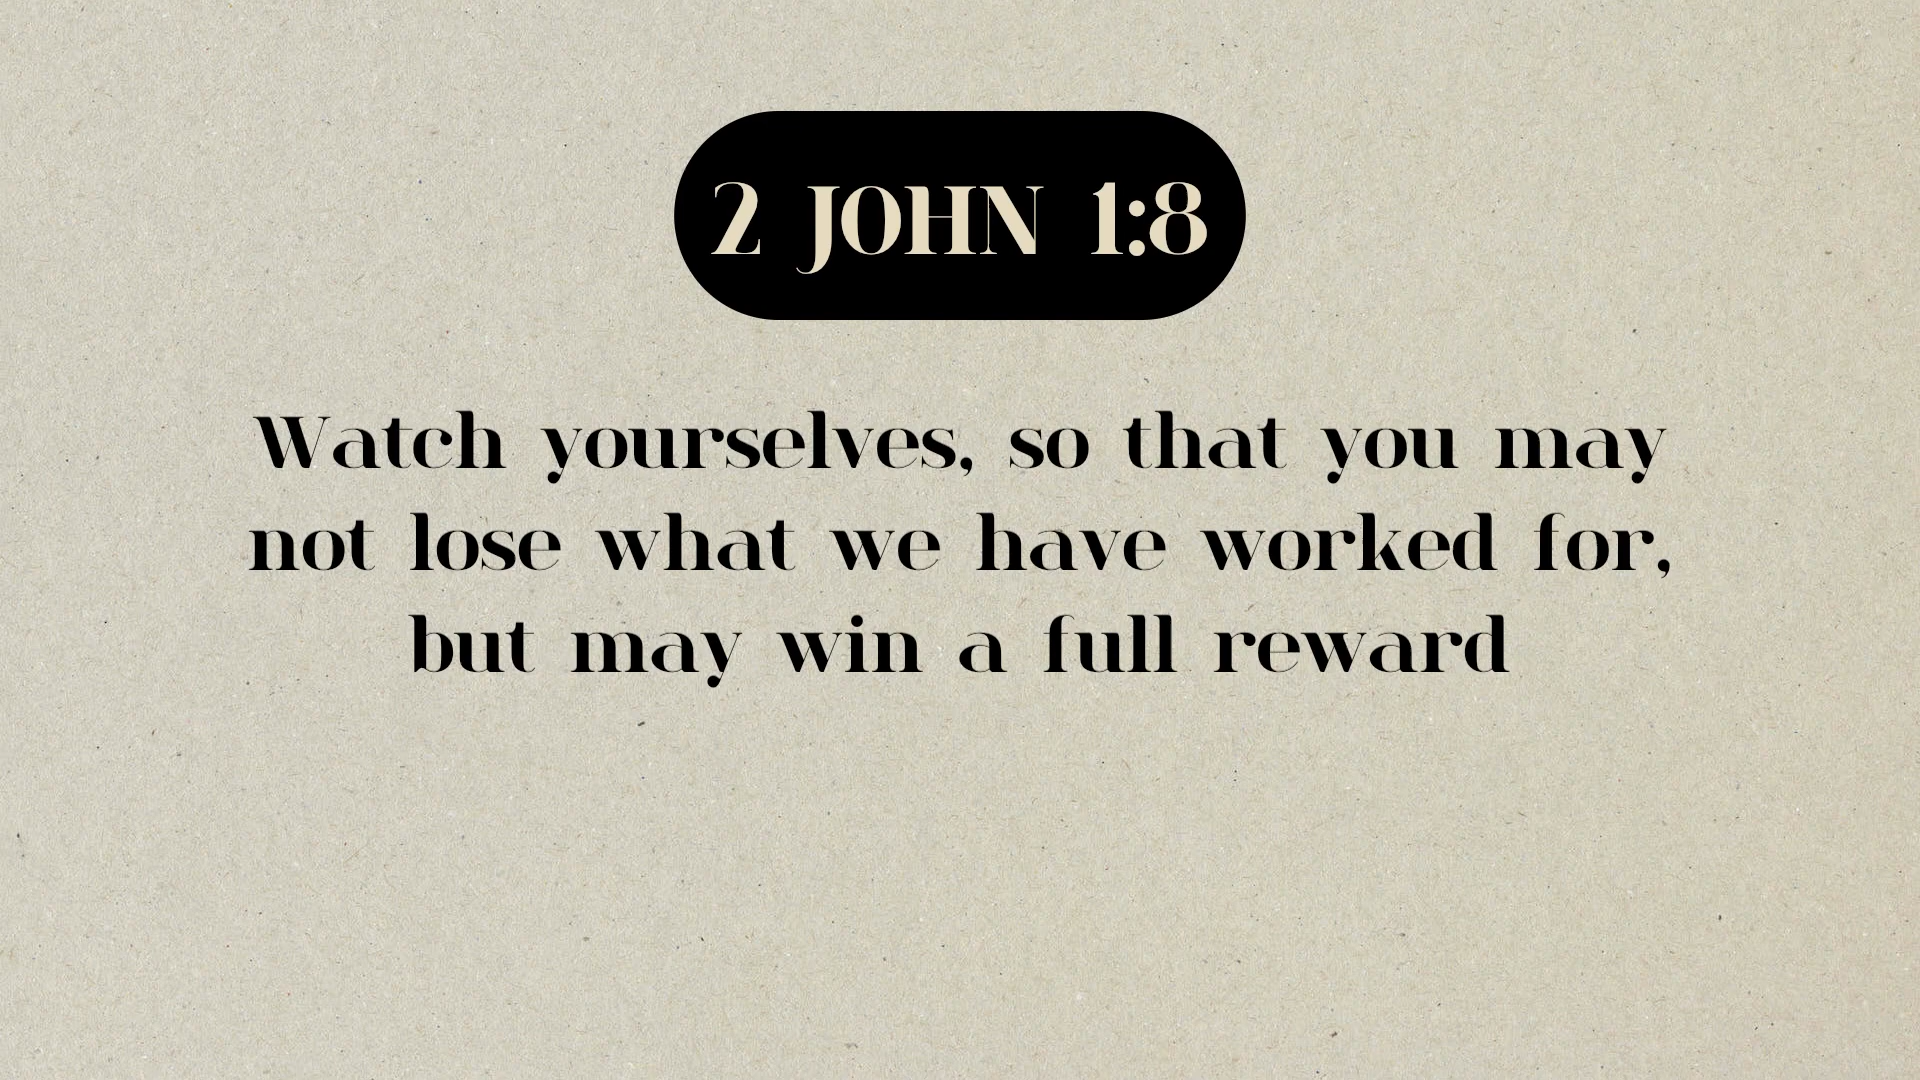 2 JOHN 1:8
Watch yourselves, so that you may
not lose what we have worked for,
but may win a full reward